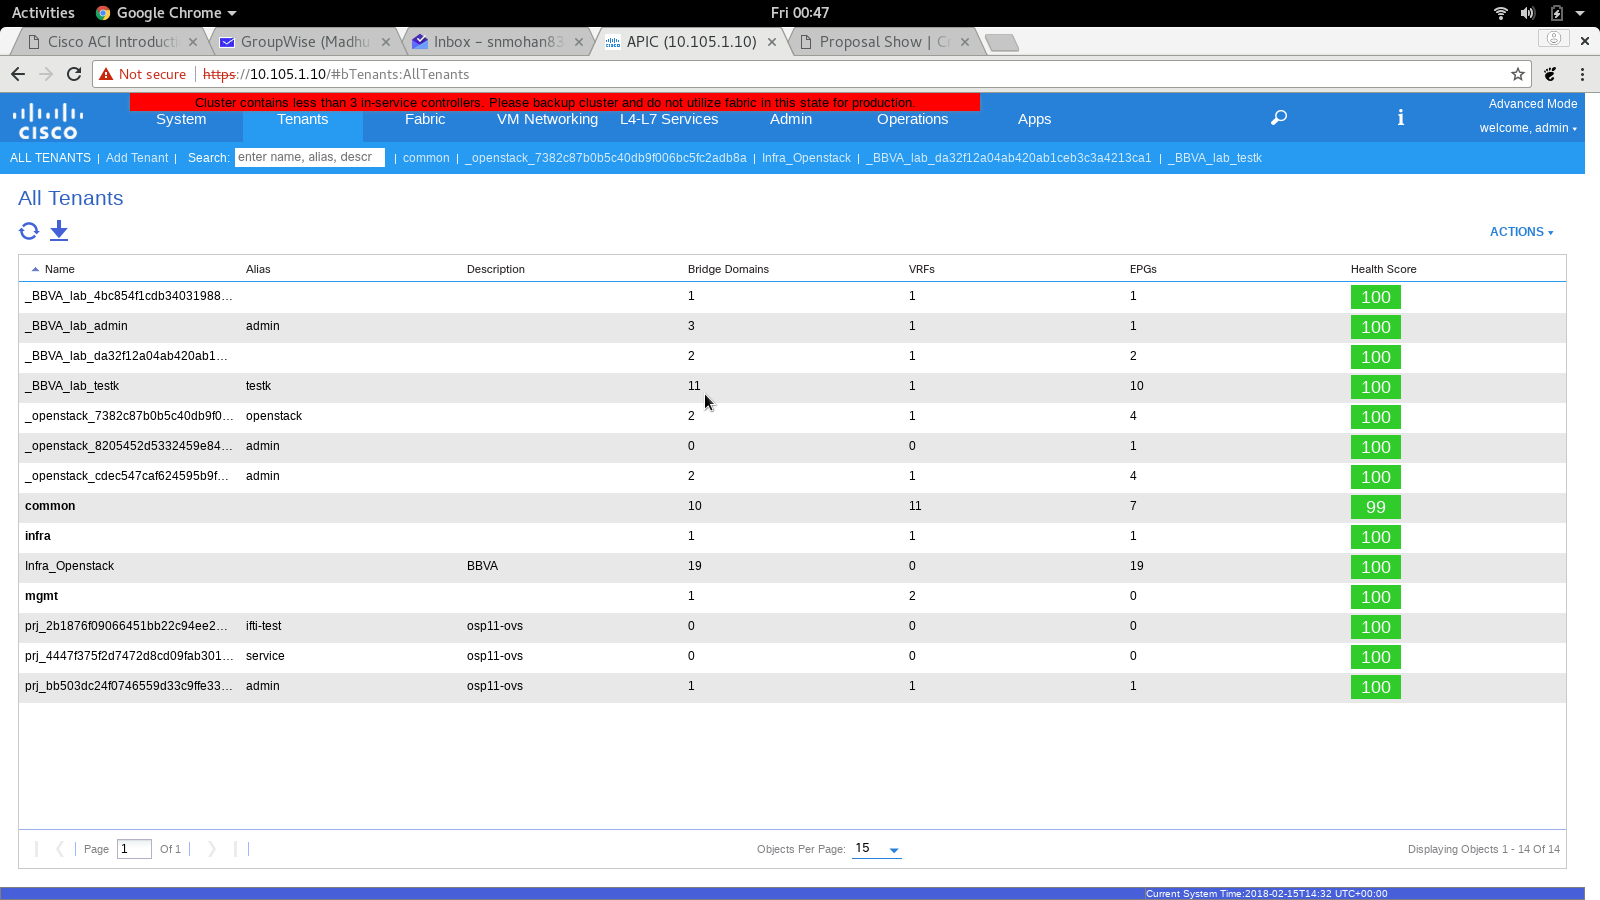 Activities Google Chrome Fri 00:47
Cisco ACI Introducti GroupWise (Madhu Inbox – snmohan83 APIC (10.105.1.10) Proposal Show | C
Not secure https://10.105.1.10/#bTenants:AllTenants
Cluster contains less than 3 in-service controllers. Please backup cluster and do not utilize fabric in this state for production.
CISCO System Tenants Fabric VM Networking L4-L7 Services Admin Operations Apps Advanced Mode
welcome, admin
ALL TENANTS | Add Tenant | Search: enter name, alias, descr | common | _openstack_7382c87b0b5c40db9f006bc5fc2adb8a | Infra_Openstack | _BBVA_lab_da32f12a04ab420ab1ceb3c3a4213ca1 | _BBVA_lab_testk
All Tenants
ACTIONS
Name Alias Description Bridge Domains VRFs EPGs Health Score
_BBVA_lab_4bc854f1cdb34031988... 1 1 1 100
_BBVA_lab_admin admin 3 1 1 100
_BBVA_lab_da32f12a04ab420ab1... 2 1 2 100
_BBVA_lab_testk testk 11 1 10 100
_openstack_7382c87b0b5c40db9f0... openstack 2 1 4 100
_openstack_8205452d5332459e84... admin 0 0 1 100
_openstack_cdec547caf624595b9f... admin 2 1 4 100
common 10 11 7 99
infra 1 1 1 100
Infra_Openstack BBVA 19 0 19 100
mgmt 1 2 0 100
prj_2b1876f09066451bb22c94ee2... ifti-test osp11-ovs 0 0 0 100
prj_4447f375f2d7472d8cd09fab301... service osp11-ovs 0 0 0 100
prj_bb503dc24f0746559d33c9ffe33... admin osp11-ovs 1 1 1 100
Page 1 Of 1 Objects Per Page: 15 Displaying Objects 1 - 14 Of 14
Current System Time:2018-02-15T14:32 UTC+00:00